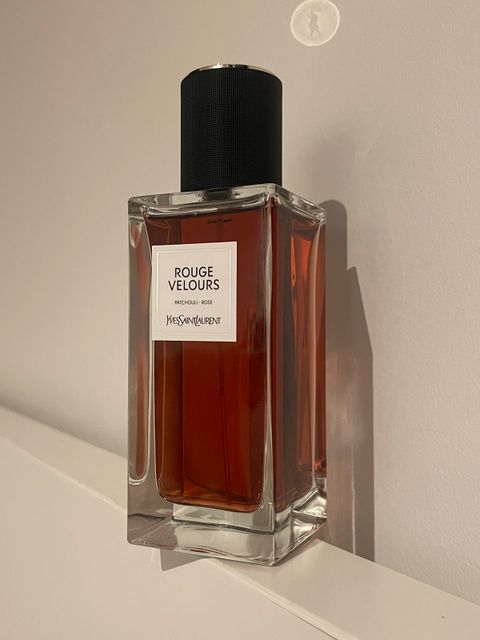 ROUGE
VELOURS
PATCHOULI - ROSE
YVESSAINTLAURENT